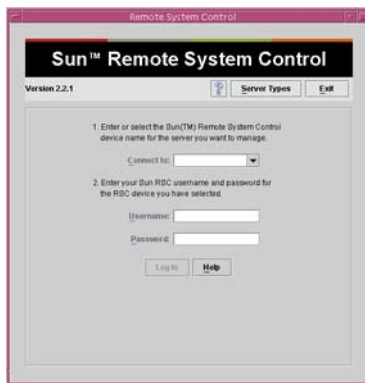 Remote System Control
Sun™ Remote System Control
Version 2.2.1
? Server Types Exit
1. Enter or select the Sun(TM) Remote System Control
device name for the server you want to manage.
Connect to:
2. Enter your Sun RSC username and password for
the RSC device you have selected.
Username:
Password:
Log In Help